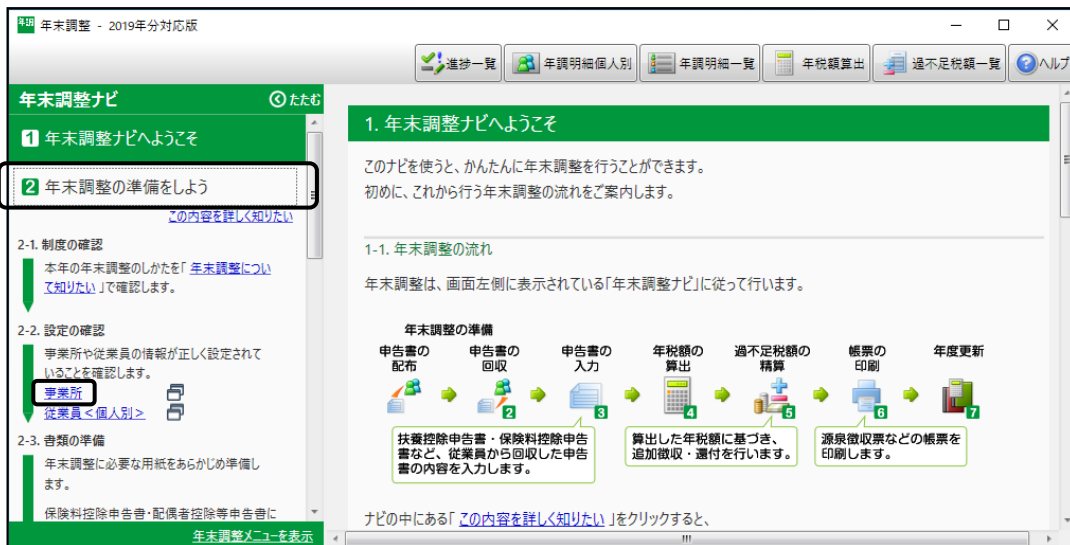 年調 年末調整 - 2019年分対応版
進捗一覧 年調明細個人別 年調明細一覧 年税額算出 過不足税額一覧 ? ヘルプ
年末調整ナビ たたむ
1 年末調整ナビへようこそ
2 年末調整の準備をしよう
この内容を詳しく知りたい
2-1. 制度の確認
本年の年末調整のしかたを「 年末調整につい
て知りたい 」で確認します。
2-2. 設定の確認
事業所や従業員の情報が正しく設定されて
いることを確認します。
事業所
従業員<個人別>
2-3. 書類の準備
年末調整に必要な用紙をあらかじめ準備し
ます。
保険料控除申告書・配偶者控除等申告書に
年末調整メニューを表示
1. 年末調整ナビへようこそ
このナビを使うと、かんたんに年末調整を行うことができます。
初めに、これから行う年末調整の流れをご案内します。
1-1. 年末調整の流れ
年末調整は、画面左側に表示されている「年末調整ナビ」に従って行います。
年末調整の準備
申告書の 申告書の 申告書の 年税額の 過不足税額の 帳票の 年度更新
配布 回収 入力 算出 精算 印刷
2 3 4 5 6 7
扶養控除申告書・保険料控除申告
書など、従業員から回収した申告
書の内容を入力します。
算出した年税額に基づき、
追加徴収・還付を行います。
源泉徴収票などの帳票を
印刷します。
ナビの中にある「 この内容を詳しく知りたい 」をクリックすると、